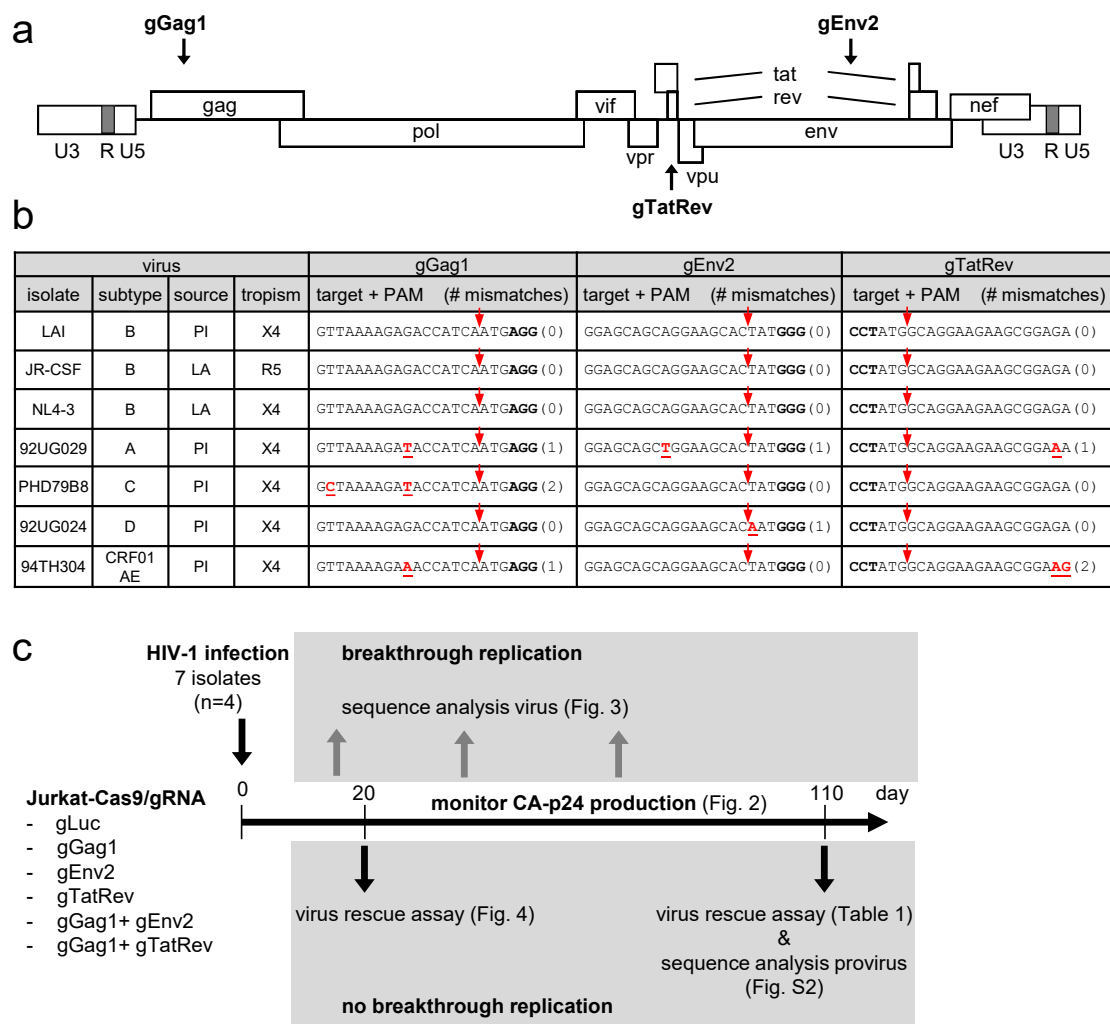 a
gGag1
gEnv2
tat
rev
gag
vif
nef
pol
env
U3
R
U5
vpr
vpu
U3
R
U5
gTatRev
b
virus gGag1 gEnv2 gTatRev
isolate subtype source tropism target + PAM (# mismatches) target + PAM (# mismatches) target + PAM (# mismatches)
LAI B PI X4 GTTAAAAGAGACCATCAATGAGG(0) GGAGCAGCAGGAAGCACTATGGG(0) CCTATGGCAGGAAGAAGCGGAGA(0)
JR-CSF B LA R5 GTTAAAAGAGACCATCAATGAGG(0) GGAGCAGCAGGAAGCACTATGGG(0) CCTATGGCAGGAAGAAGCGGAGA(0)
NL4-3 B LA X4 GTTAAAAGAGACCATCAATGAGG(0) GGAGCAGCAGGAAGCACTATGGG(0) CCTATGGCAGGAAGAAGCGGAGA(0)
92UG029 A PI X4 GTTAAAAGATACCATCAATGAGG(1) GGAGCAGCTGGAAGCACTATGGG(1) CCTATGGCAGGAAGAAGCGGAAA(1)
PHD79B8 C PI X4 GCTAAAAGATACCATCAATGAGG(2) GGAGCAGCAGGAAGCACTATGGG(0) CCTATGGCAGGAAGAAGCGGAGA(0)
92UG024 D PI X4 GTTAAAAGAGACCATCAATGAGG(0) GGAGCAGCAGGAAGCACAATGGG(1) CCTATGGCAGGAAGAAGCGGAGA(0)
94TH304 CRF01 AE PI X4 GTTAAAAGAAACCATCAATGAGG(1) GGAGCAGCAGGAAGCACTATGGG(0) CCTATGGCAGGAAGAAGCGGAAG(2)
c
HIV-1 infection
7 isolates
(n=4)
breakthrough replication
sequence analysis virus (Fig. 3)
Jurkat-Cas9/gRNA
- gLuc
- gGag1
- gEnv2
- gTatRev
- gGag1+ gEnv2
- gGag1+ gTatRev
0
20
monitor CA-p24 production (Fig. 2)
110
day
virus rescue assay (Fig. 4)
virus rescue assay (Table 1)
&
sequence analysis provirus
(Fig. S2)
no breakthrough replication